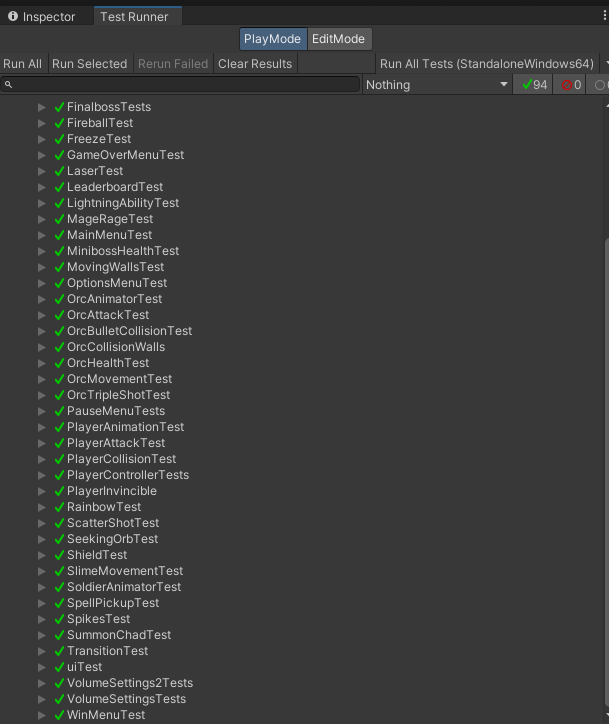 Inspector Test Runner
PlayMode EditMode
Run All Run Selected Rerun Failed Clear Results Run All Tests (StandaloneWindows64)
Nothing 94 0
FinalbossTests
FireballTest
FreezeTest
GameOverMenuTest
LaserTest
LeaderboardTest
LightningAbilityTest
MageRageTest
MainMenuTest
MinibossHealthTest
MovingWallsTest
OptionsMenuTest
OrcAnimatorTest
OrcAttackTest
OrcBulletCollisionTest
OrcCollisionWalls
OrcHealthTest
OrcMovementTest
OrcTripleShotTest
PauseMenuTests
PlayerAnimationTest
PlayerAttackTest
PlayerCollisionTest
PlayerControllerTests
PlayerInvincible
RainbowTest
ScatterShotTest
SeekingOrbTest
ShieldTest
SlimeMovementTest
SoldierAnimatorTest
SpellPickupTest
SpikesTest
SummonChadTest
TransitionTest
uiTest
VolumeSettings2Tests
VolumeSettingsTests
WinMenuTest